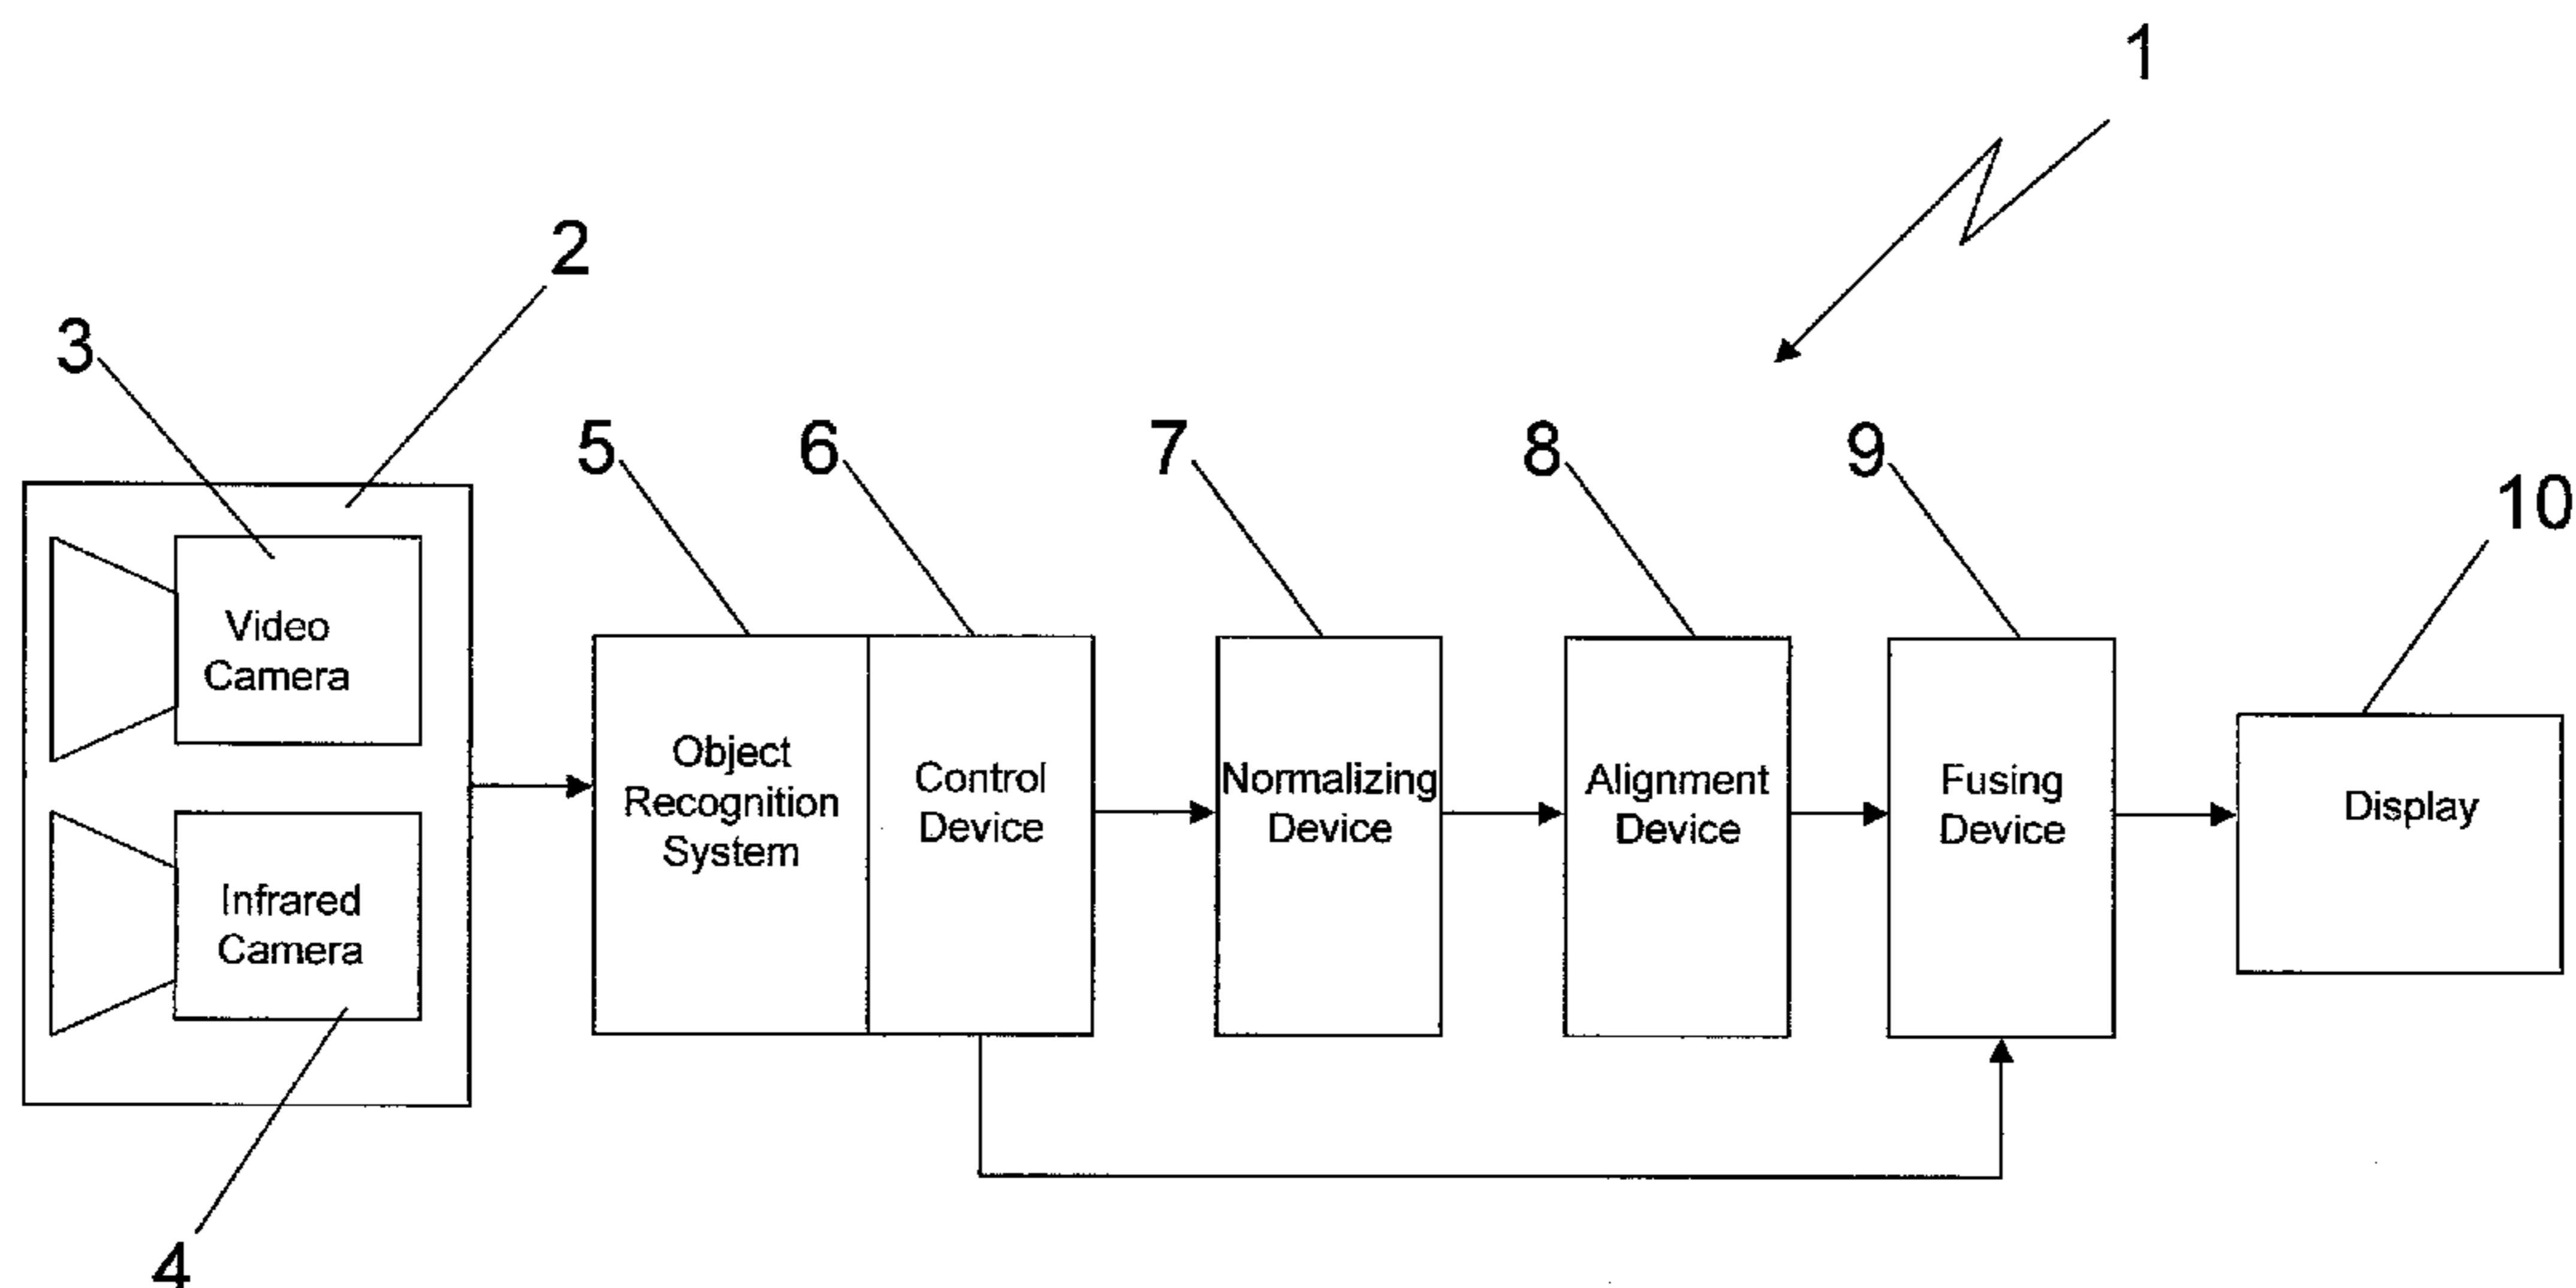 1
2
3
5
6
7
8
9
10
Video
Camera
Object
Recognition
System
Control
Device
Normalizing
Device
Alignment
Device
Fusing
Device
Display
Infrared
Camera
4